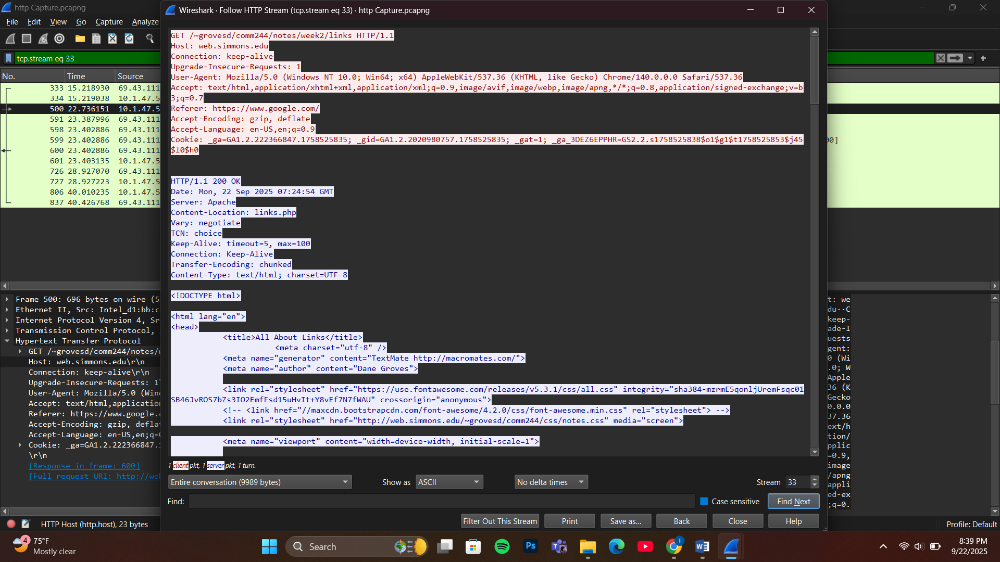 http Capture.pcapng
File Edit View Go Capture Analyze
tcp.stream eq 33
No. Time Source
333 15.218930 69.43.111
334 15.219038 10.1.47.5
500 22.736151 10.1.47.5
591 23.387996 69.43.111
598 23.402886 69.43.111
599 23.402886 69.43.111
600 23.402886 69.43.111
601 23.403135 10.1.47.5
726 28.927070 69.43.111
727 28.927223 10.1.47.5
806 40.010235 10.1.47.5
837 40.426768 69.43.111
Frame 500: 696 bytes on wire (5
Ethernet II, Src: Intel_d1:bb:c
Internet Protocol Version 4, Sr
Transmission Control Protocol,
Hypertext Transfer Protocol
GET /~grovesd/comm244/notes/w
Host: web.simmons.edu\r\n
Connection: keep-alive\r\n
Upgrade-Insecure-Requests: 1\
User-Agent: Mozilla/5.0 (Wind
Accept: text/html,application
Referer: https://www.google.c
Accept-Encoding: gzip, deflat
Accept-Language: en-US,en;q=0
Cookie: _ga=GA1.2.222366847.1
\r\n
[Response in frame: 600]
[Full request URI: http://web
HTTP Host (http.host), 23 bytes
Wireshark · Follow HTTP Stream (tcp.stream eq 33) · http Capture.pcapng
GET /~grovesd/comm244/notes/week2/links HTTP/1.1
Host: web.simmons.edu
Connection: keep-alive
Upgrade-Insecure-Requests: 1
User-Agent: Mozilla/5.0 (Windows NT 10.0; Win64; x64) AppleWebKit/537.36 (KHTML, like Gecko) Chrome/140.0.0.0 Safari/537.36
Accept: text/html,application/xhtml+xml,application/xml;q=0.9,image/avif,image/webp,image/apng,*/*;q=0.8,application/signed-exchange;v=b
3;q=0.7
Referer: https://www.google.com/
Accept-Encoding: gzip, deflate
Accept-Language: en-US,en;q=0.9
Cookie: _ga=GA1.2.222366847.1758525835; _gid=GA1.2.2020980757.1758525835; _gat=1; _ga_3DEZ6EPPHR=GS2.2.s1758525838$o1$g1$t1758525853$j45
$l0$h0
HTTP/1.1 200 OK
Date: Mon, 22 Sep 2025 07:24:54 GMT
Server: Apache
Content-Location: links.php
Vary: negotiate
TCN: choice
Keep-Alive: timeout=5, max=100
Connection: Keep-Alive
Transfer-Encoding: chunked
Content-Type: text/html; charset=UTF-8
<!DOCTYPE html>
<html lang="en">
<head>
<title>All About Links</title>
<meta charset="utf-8" />
<meta name="generator" content="TextMate http://macromates.com/">
<meta name="author" content="Dane Groves">
<link rel="stylesheet" href="https://use.fontawesome.com/releases/v5.3.1/css/all.css" integrity="sha384-mzrmE5qonljUremFsqc01
SB46JvROS7bZs3IO2EmfFsd15uHvIt+Y8vEf7N7fWAU" crossorigin="anonymous">
<!-- <link href="//maxcdn.bootstrapcdn.com/font-awesome/4.2.0/css/font-awesome.min.css" rel="stylesheet"> -->
<link rel="stylesheet" href="http://web.simmons.edu/~grovesd/comm244/css/notes.css" media="screen">
<meta name="viewport" content="width=device-width, initial-scale=1">
1 client pkt, 1 server pkt, 1 turn.
Entire conversation (9989 bytes) Show as ASCII No delta times Stream 33
Find: Case sensitive Find Next
Filter Out This Stream Print Save as... Back Close Help
00]
t: we
du··C
keep-
ade-I
uests
gent:
0 (Wi
.0; W
Apple
36 (K
Gecko
0.0.0
37.36
ext/h
tion/
pplic
=0.9,
image
/apng
appli
ed-ex
;q=0.
Profile: Default
4
75°F
Mostly clear
Search
Ps
8:39 PM
9/22/2025